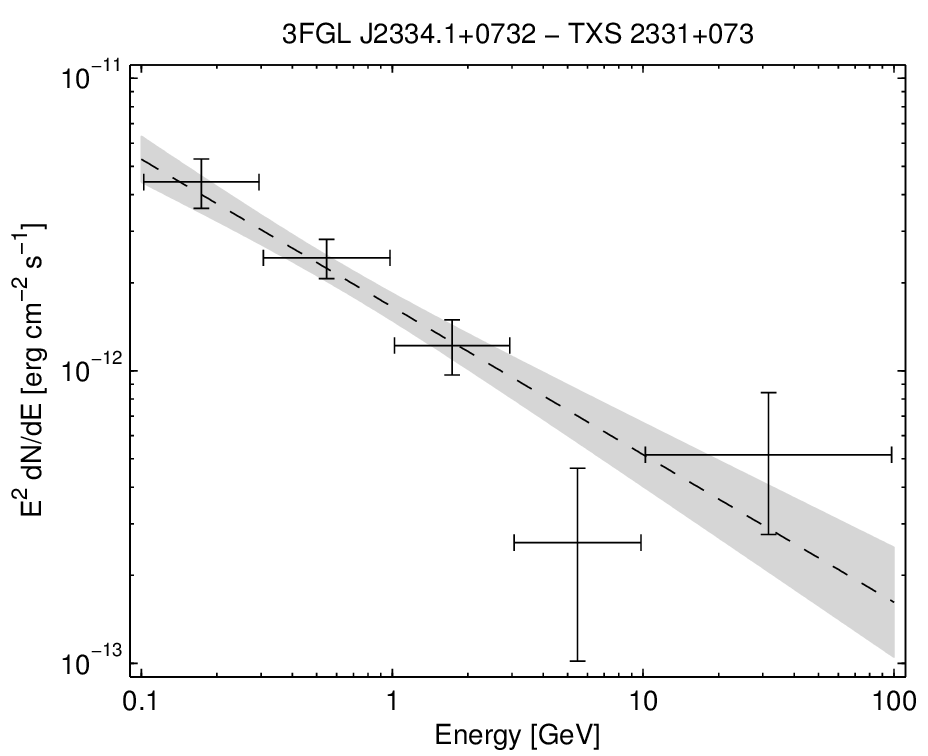 3FGL J2334.1+0732 − TXS 2331+073
E² dN/dE [erg cm⁻² s⁻¹]
10⁻¹¹
10⁻¹²
10⁻¹³
0.1 1 10 100
Energy [GeV]